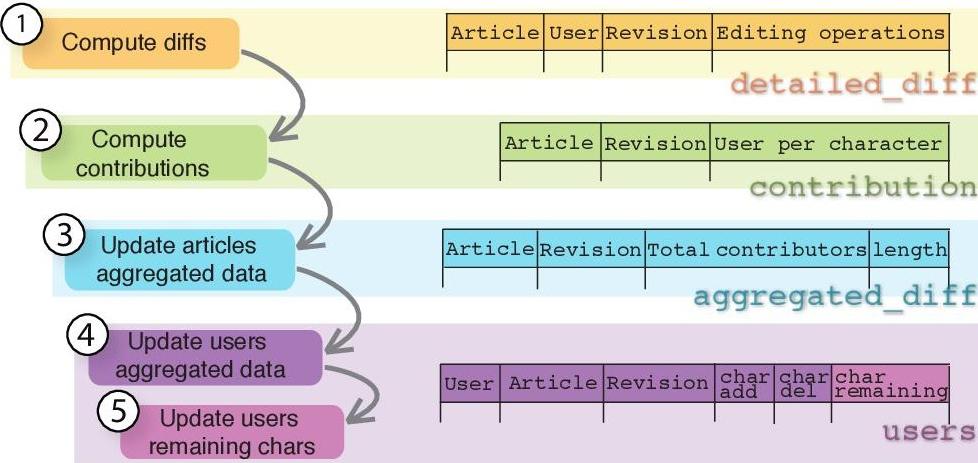 1
Compute diffs
Article User Revision Editing operations
detailed_diff
2
Compute
contributions
Article Revision User per character
contribution
3
Update articles
aggregated data
Article Revision Total contributors length
aggregated_diff
4
Update users
aggregated data
User Article Revision char add char del char remaining
5
Update users
remaining chars
users